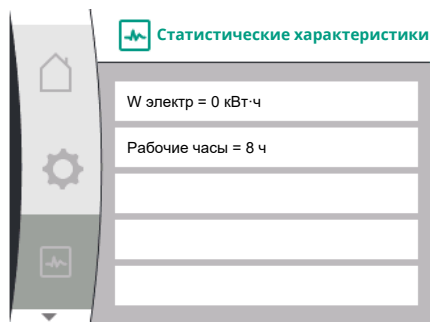 Статистические характеристики
W электр = 0 кВт·ч
Рабочие часы = 8 ч